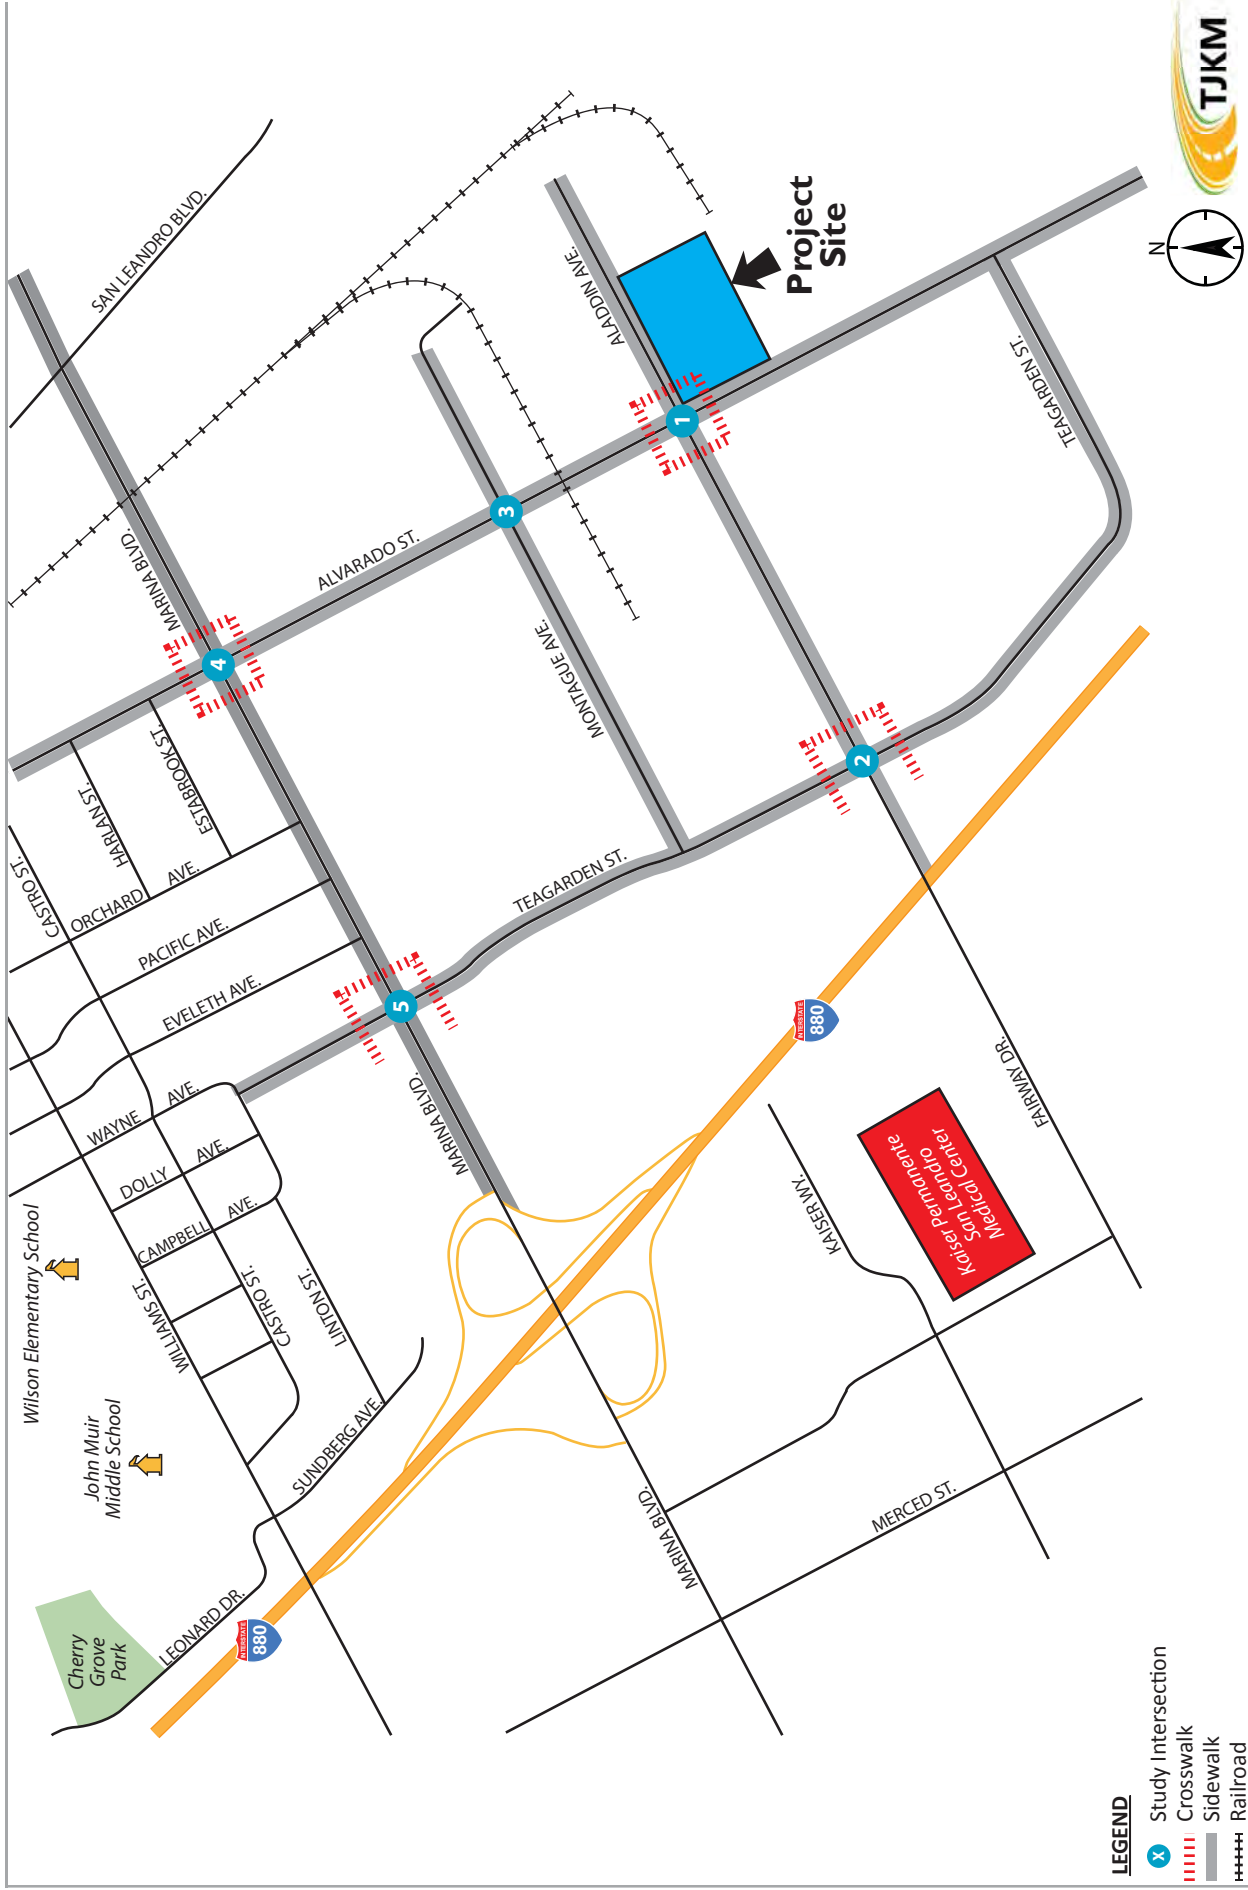 Wilson Elementary School
John Muir
Middle School
Cherry
Grove
Park
LEONARD DR.
INTERSTATE
880
SUNDBERG AVE.
WILLIAMS ST.
CASTRO ST.
LINTON ST.
CAMPBELL AVE.
DOLLY AVE.
WAYNE AVE.
EVELETH AVE.
PACIFIC AVE.
ORCHARD AVE.
CASTRO ST.
HARLAN ST.
ESTABROOK ST.
MARINA BLVD.
SAN LEANDRO BLVD.
ALVARADO ST.
4
3
5
1
2
MARINA BLVD.
MARINA BLVD.
TEAGARDEN ST.
MONTAGUE AVE.
ALADDIN AVE.
Project
Site
TEAGARDEN ST.
INTERSTATE
880
KAISER WY.
Kaiser Permanente
San Leandro
Medical Center
FAIRWAY DR.
MERCED ST.
LEGEND
X Study Intersection
Crosswalk
Sidewalk
Railroad
N
TJKM